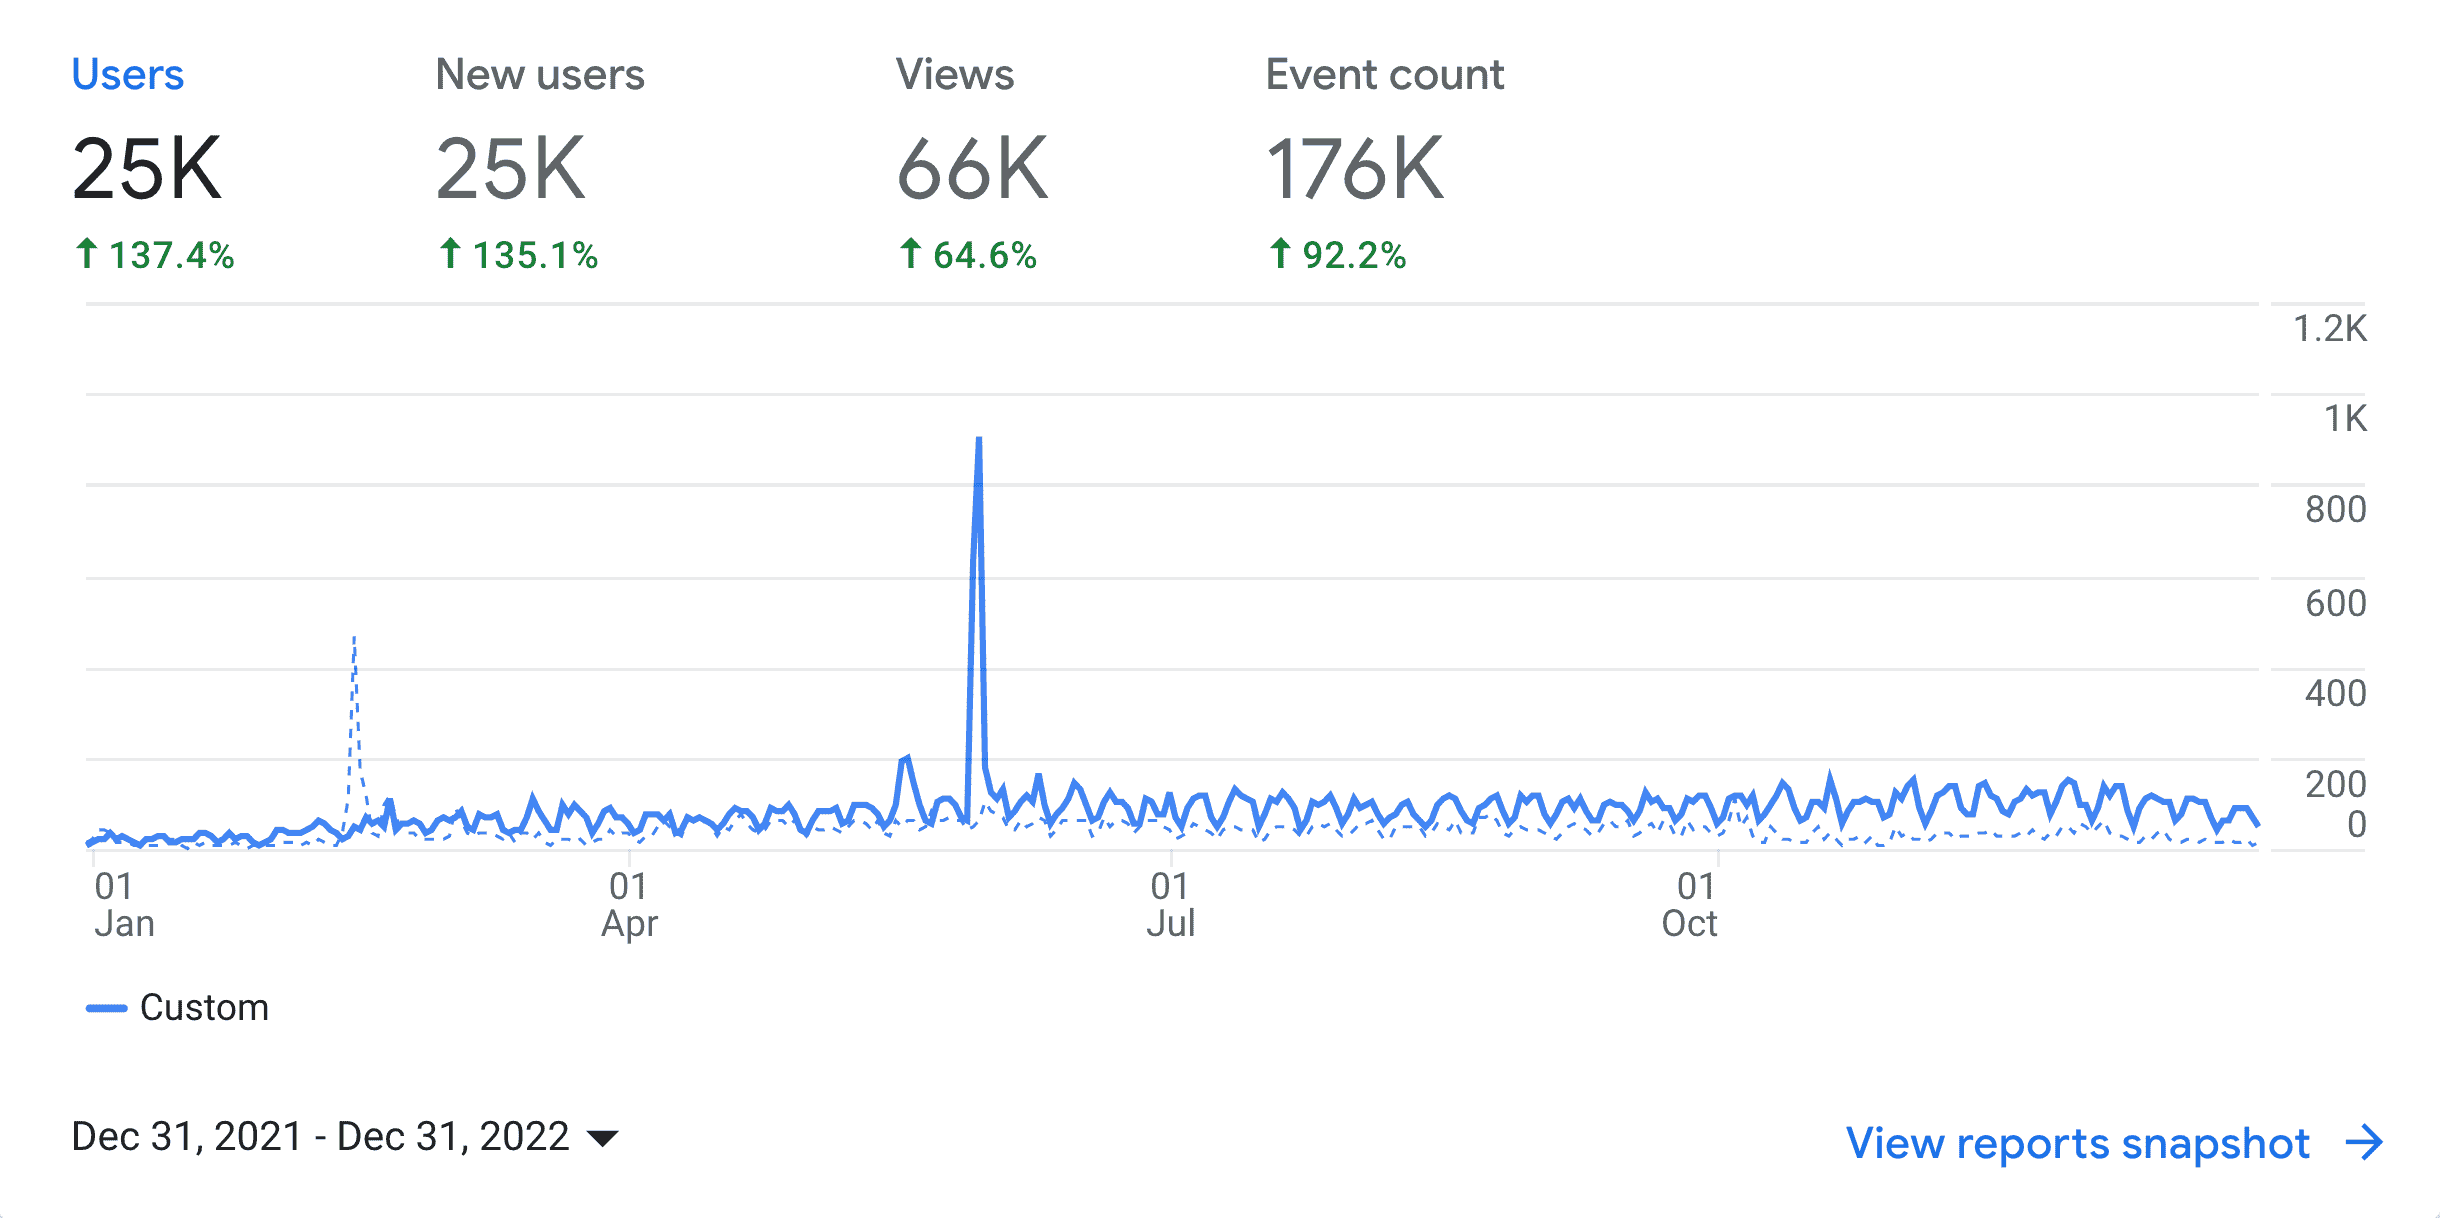 Users New users Views Event count
25K 25K 66K 176K
↑ 137.4% ↑ 135.1% ↑ 64.6% ↑ 92.2%
1.2K
1K
800
600
400
200
0
01 01 01 01
Jan Apr Jul Oct
Custom
Dec 31, 2021 - Dec 31, 2022 View reports snapshot →